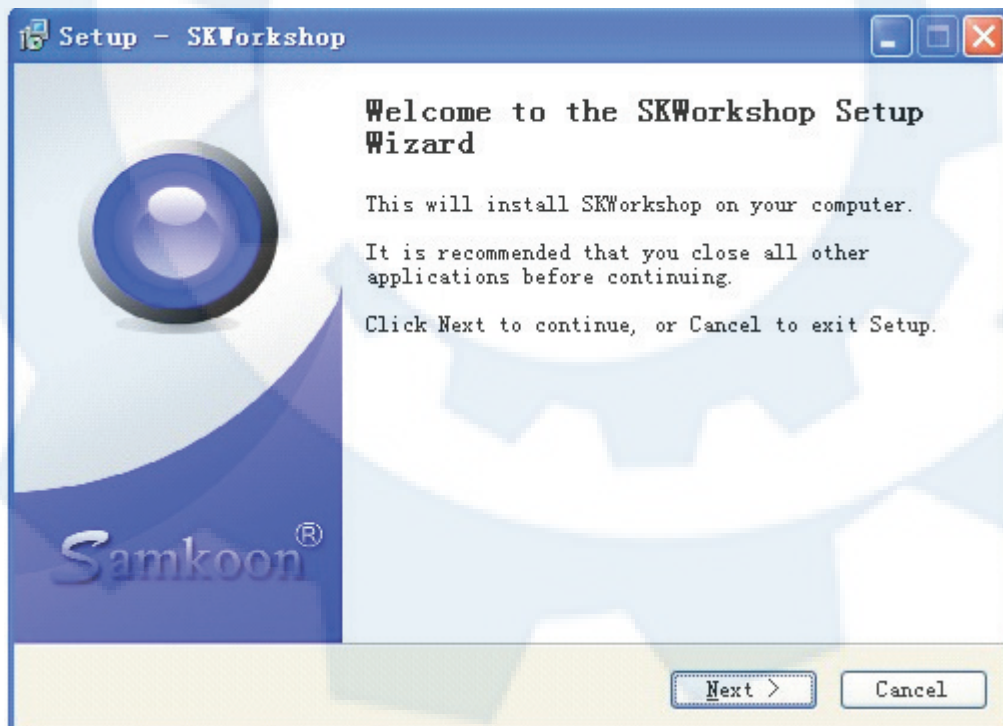 Setup - SKWorkshop
Welcome to the SKWorkshop Setup
Wizard
This will install SKWorkshop on your computer.
It is recommended that you close all other
applications before continuing.
Click Next to continue, or Cancel to exit Setup.
Samkoon®
Next >
Cancel